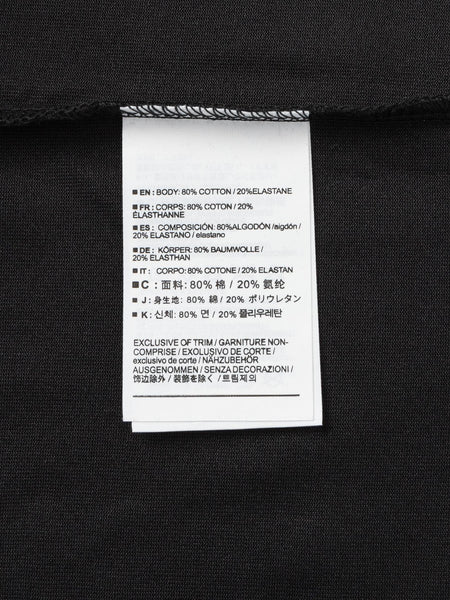 ■ EN: BODY: 80% COTTON / 20%ELASTANE
■ FR: CORPS: 80% COTON / 20%
ÉLASTHANNE
■ ES: COMPOSICIÓN: 80%ALGODÓN /algdón/
20% ELASTANO / elastano
■ DE: KÖRPER: 80% BAUMWOLLE /
20% ELASTHAN
■ IT: CORPO: 80% COTONE / 20% ELASTAN
■ C: 面料: 80% 棉 / 20% 氨纶
■ J: 身生地: 80% 綿 / 20% ポリウレタン
■ K: 신체: 80% 면 / 20% 폴리우레탄
EXCLUSIVE OF TRIM / GARNITURE NON-
COMPRISE / EXCLUSIVO DE CORTE /
exclusivo de corte / NÄHZUBEHÖR
AUSGENOMMEN / SENZA DECORAZIONI /
饰边除外 / 装飾を除く / 트림제외